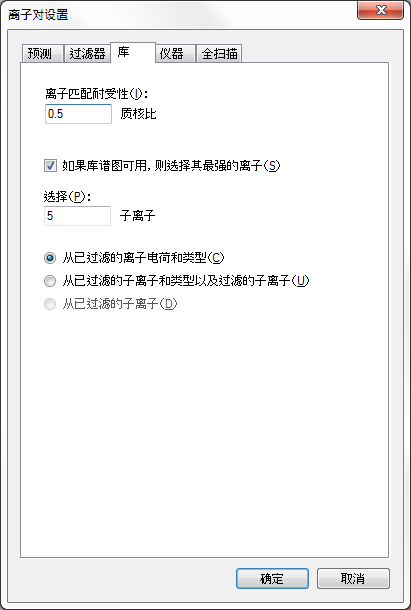 离子对设置
预测 过滤器 库 仪器 全扫描
离子匹配耐受性(I):
0.5 质核比
如果库谱图可用, 则选择其最强的离子(S)
选择(P):
5 子离子
从已过滤的离子电荷和类型(C)
从已过滤的子离子和类型以及过滤的子离子(U)
从已过滤的子离子(D)
确定 取消